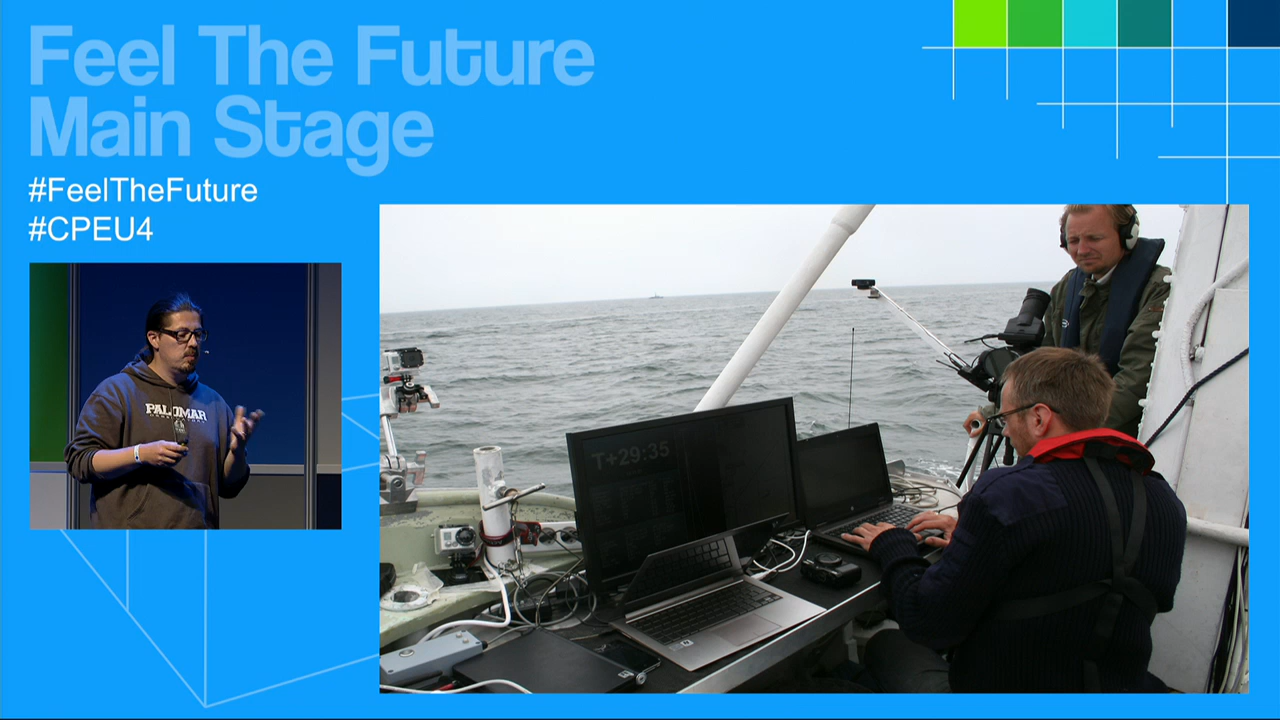 Feel The Future
Main Stage
#FeelTheFuture
#CPEU4
PALOMAR
T+29:35